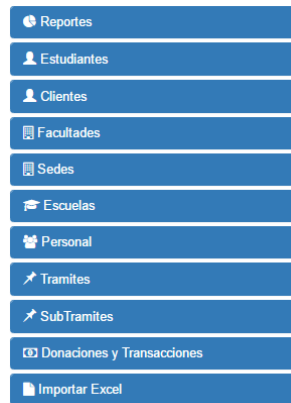 Reportes
Estudiantes
Clientes
Facultades
Sedes
Escuelas
Personal
Tramites
SubTramites
Donaciones y Transacciones
Importar Excel